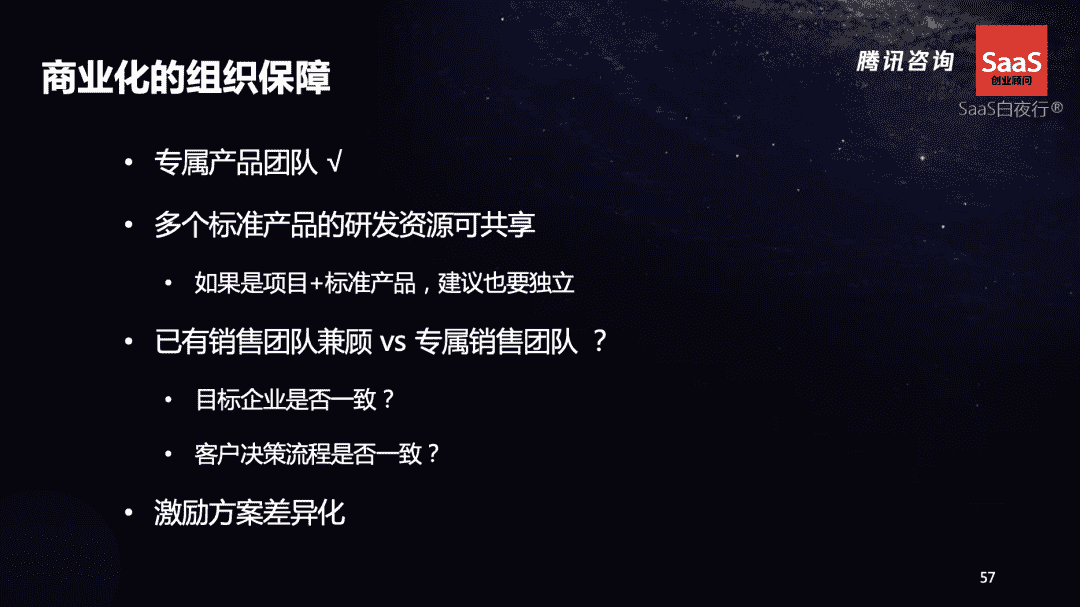 商业化的组织保障
腾讯咨询
SaaS
创业顾问
SaaS白夜行®
• 专属产品团队 √
• 多个标准产品的研发资源可共享
• 如果是项目+标准产品，建议也要独立
• 已有销售团队兼顾 vs 专属销售团队 ？
• 目标企业是否一致？
• 客户决策流程是否一致？
• 激励方案差异化
57